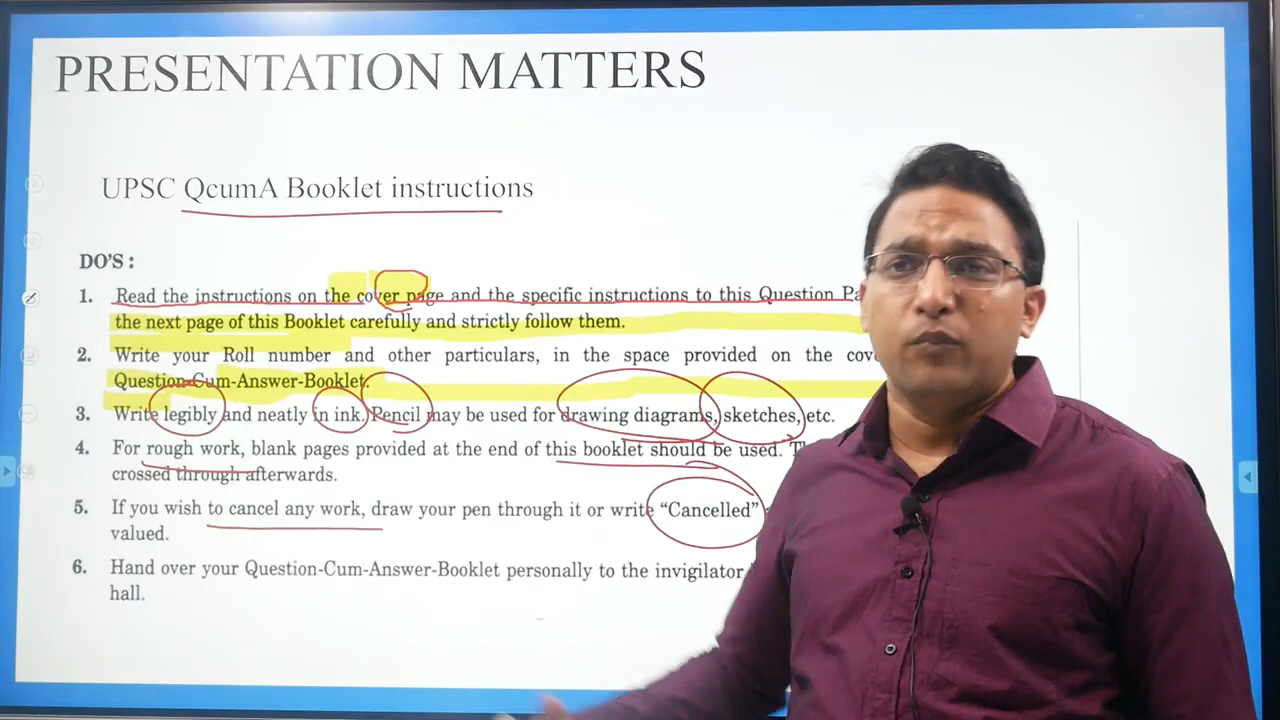 PRESENTATION MATTERS
UPSC QcumA Booklet instructions
DO'S :
1. Read the instructions on the cover page and the specific instructions to this Question
the next page of this Booklet carefully and strictly follow them.
2. Write your Roll number and other particulars, in the space provided on the
Question-Cum-Answer-Booklet.
3. Write legibly and neatly in ink. Pencil may be used for drawing diagrams, sketches, etc.
4. For rough work, blank pages provided at the end of this booklet should be used.
crossed through afterwards.
5. If you wish to cancel any work, draw your pen through it or write "Cancelled"
valued.
6. Hand over your Question-Cum-Answer-Booklet personally to the invigilator
hall.